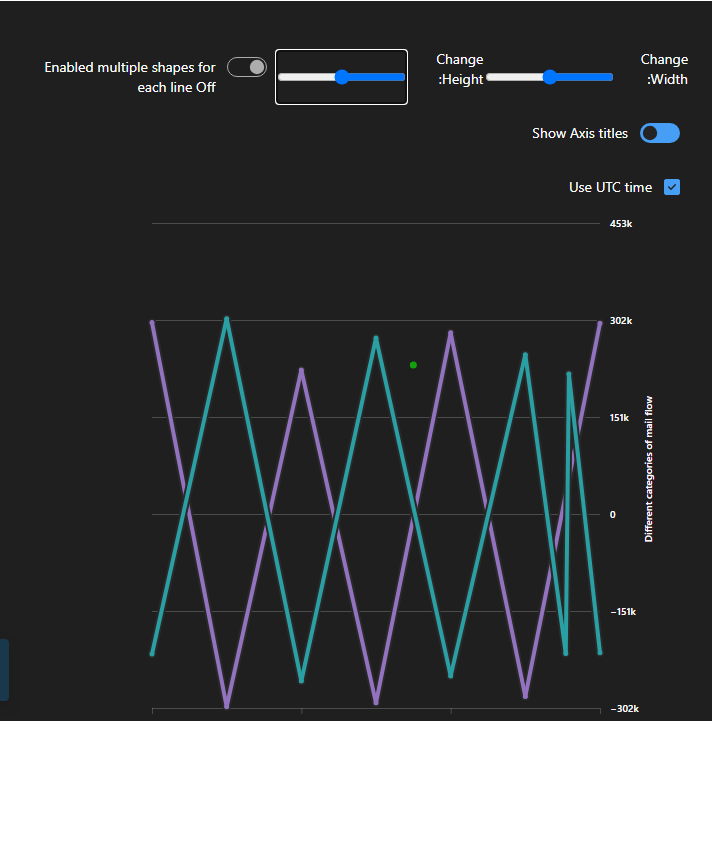 Change
:Width
Change
:Height
Enabled multiple shapes for
each line Off
Show Axis titles
Use UTC time
453k
302k
151k
0
−151k
−302k
Different categories of mail flow